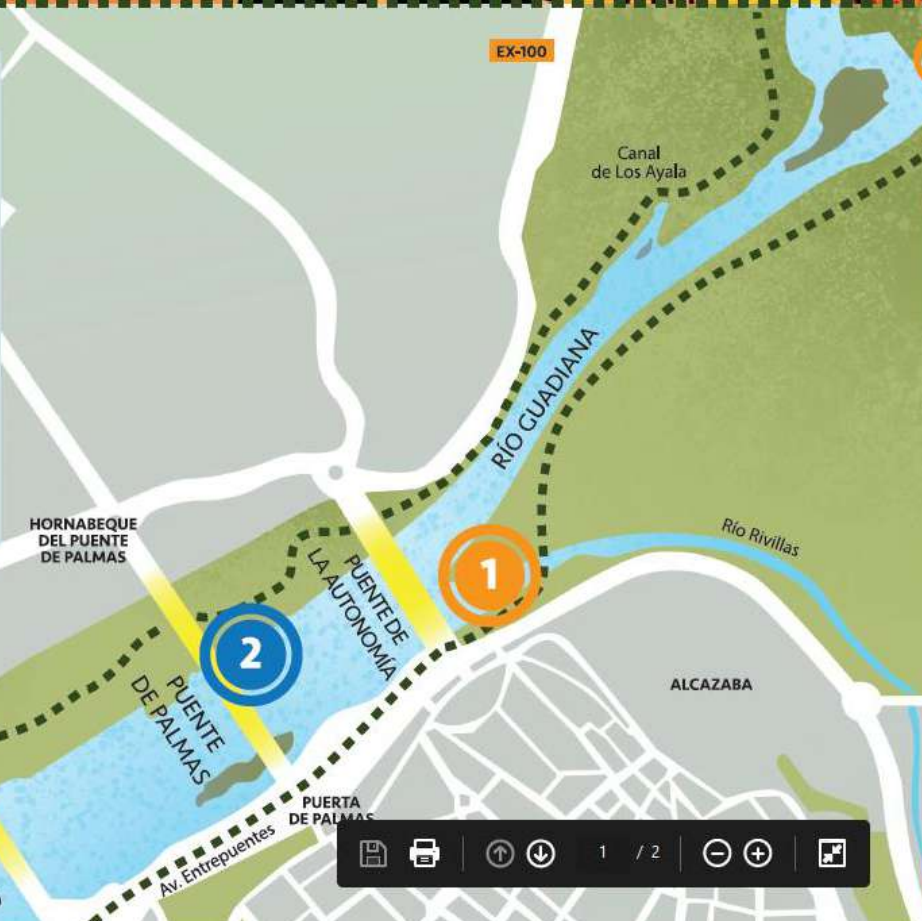 EX-100
Canal
de Los Ayala
RÍO GUADIANA
HORNABEQUE
DEL PUENTE
DE PALMAS
Río Rivillas
1
PUENTE DE
LA AUTONOMÍA
2
PUENTE
DE PALMAS
ALCAZABA
PUERTA
DE PALMAS
Av. Entrepuentes
1 / 2